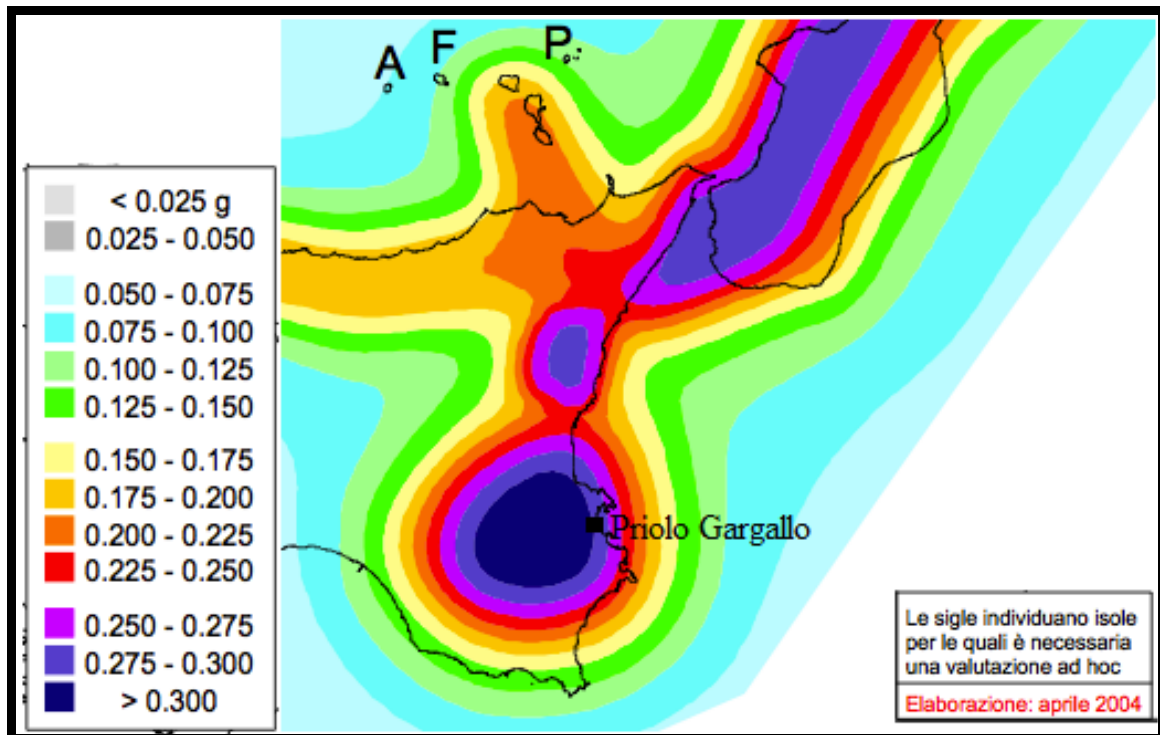 A
F
P
< 0.025 g
0.025 - 0.050
0.050 - 0.075
0.075 - 0.100
0.100 - 0.125
0.125 - 0.150
0.150 - 0.175
0.175 - 0.200
0.200 - 0.225
0.225 - 0.250
0.250 - 0.275
0.275 - 0.300
> 0.300
Priolo Gargallo
Le sigle individuano isole
per le quali è necessaria
una valutazione ad hoc
Elaborazione: aprile 2004